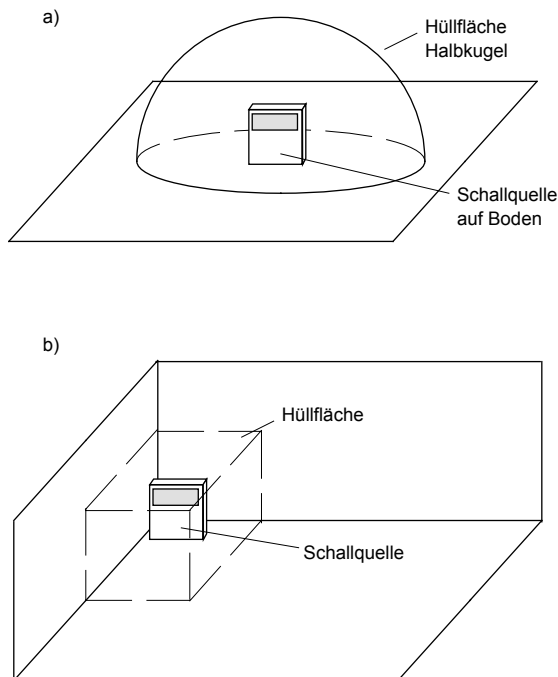 a)
Hüllfläche
Halbkugel
Schallquelle
auf Boden
b)
Hüllfläche
Schallquelle